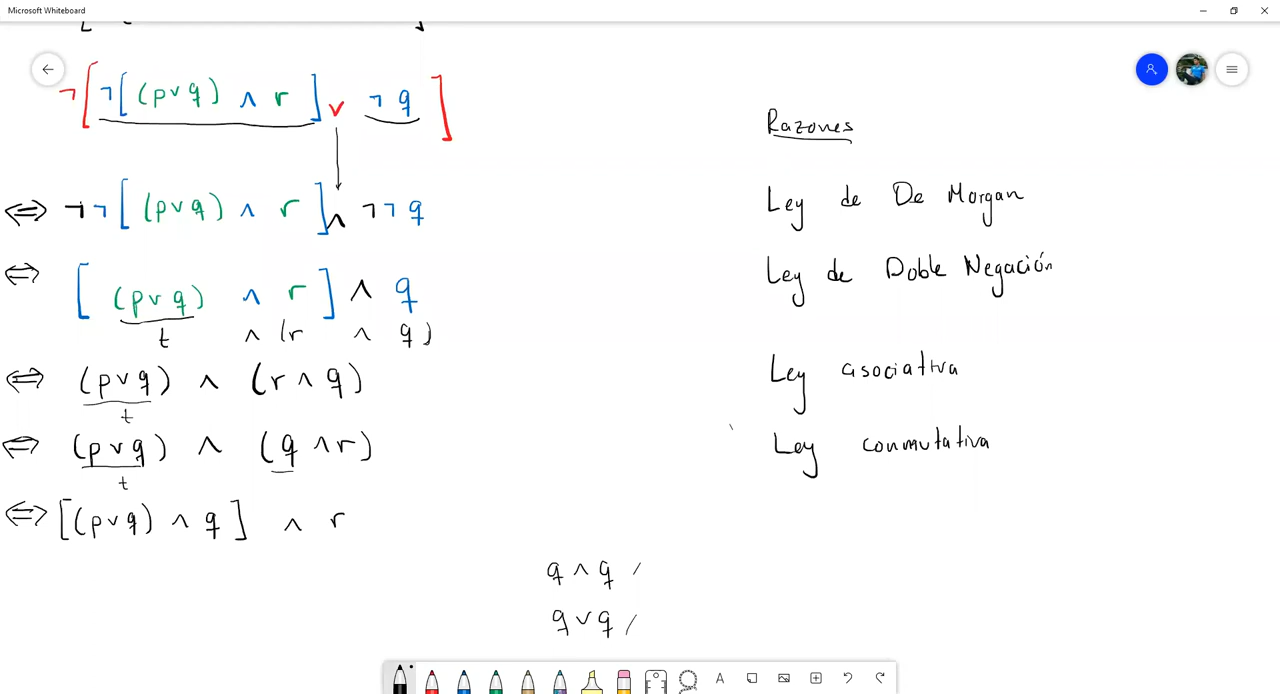 Microsoft Whiteboard
¬[¬[(p∨q) ∧ r] ∨ ¬q]
Razones
⇔ ¬¬[(p∨q) ∧ r] ∧ ¬¬q
Ley de De Morgan
⇔ [(p∨q) ∧ r] ∧ q
Ley de Doble Negación
t ∧ (r ∧ q)
⇔ (p∨q) ∧ (r ∧ q)
Ley asociativa
t
⇔ (p∨q) ∧ (q ∧ r)
Ley conmutativa
t
⇔ [(p∨q) ∧ q] ∧ r
q ∧ q
q ∨ q
A